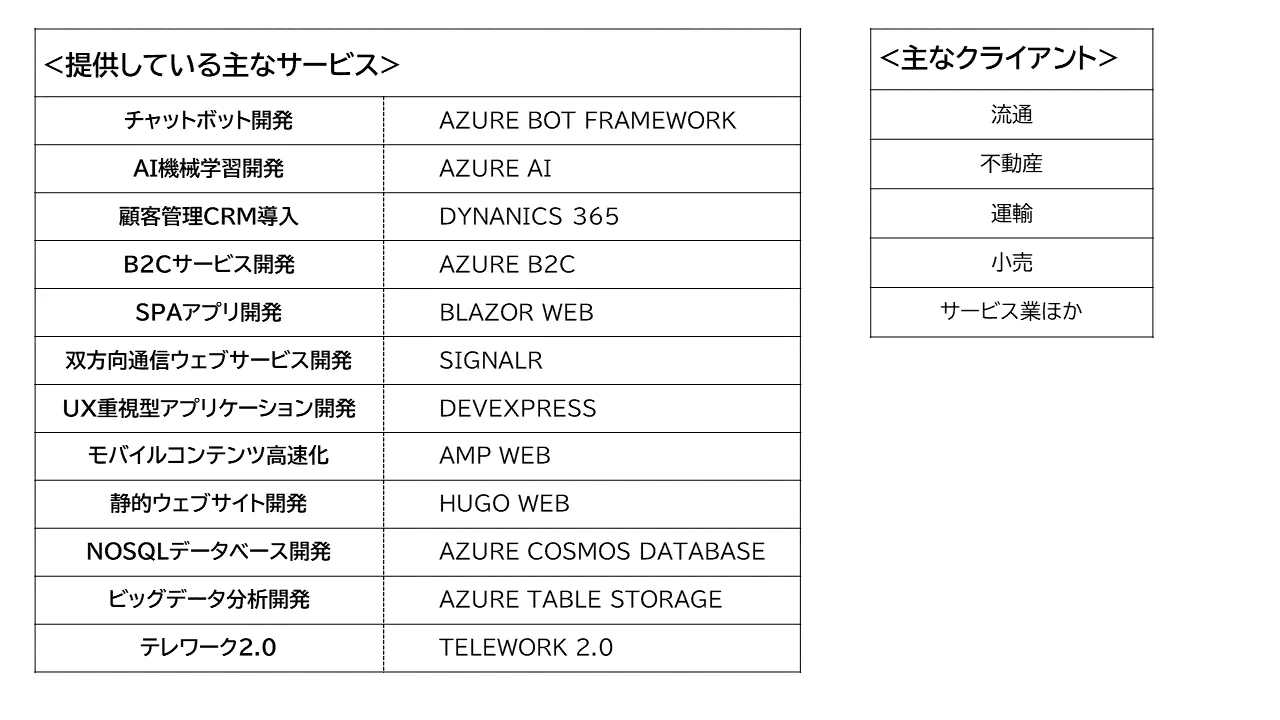 <提供している主なサービス>
チャットボット開発 AZURE BOT FRAMEWORK
AI機械学習開発 AZURE AI
顧客管理CRM導入 DYNANICS 365
B2Cサービス開発 AZURE B2C
SPAアプリ開発 BLAZOR WEB
双方向通信ウェブサービス開発 SIGNALR
UX重視型アプリケーション開発 DEVEXPRESS
モバイルコンテンツ高速化 AMP WEB
静的ウェブサイト開発 HUGO WEB
NOSQLデータベース開発 AZURE COSMOS DATABASE
ビッグデータ分析開発 AZURE TABLE STORAGE
テレワーク2.0 TELEWORK 2.0
<主なクライアント>
流通
不動産
運輸
小売
サービス業ほか